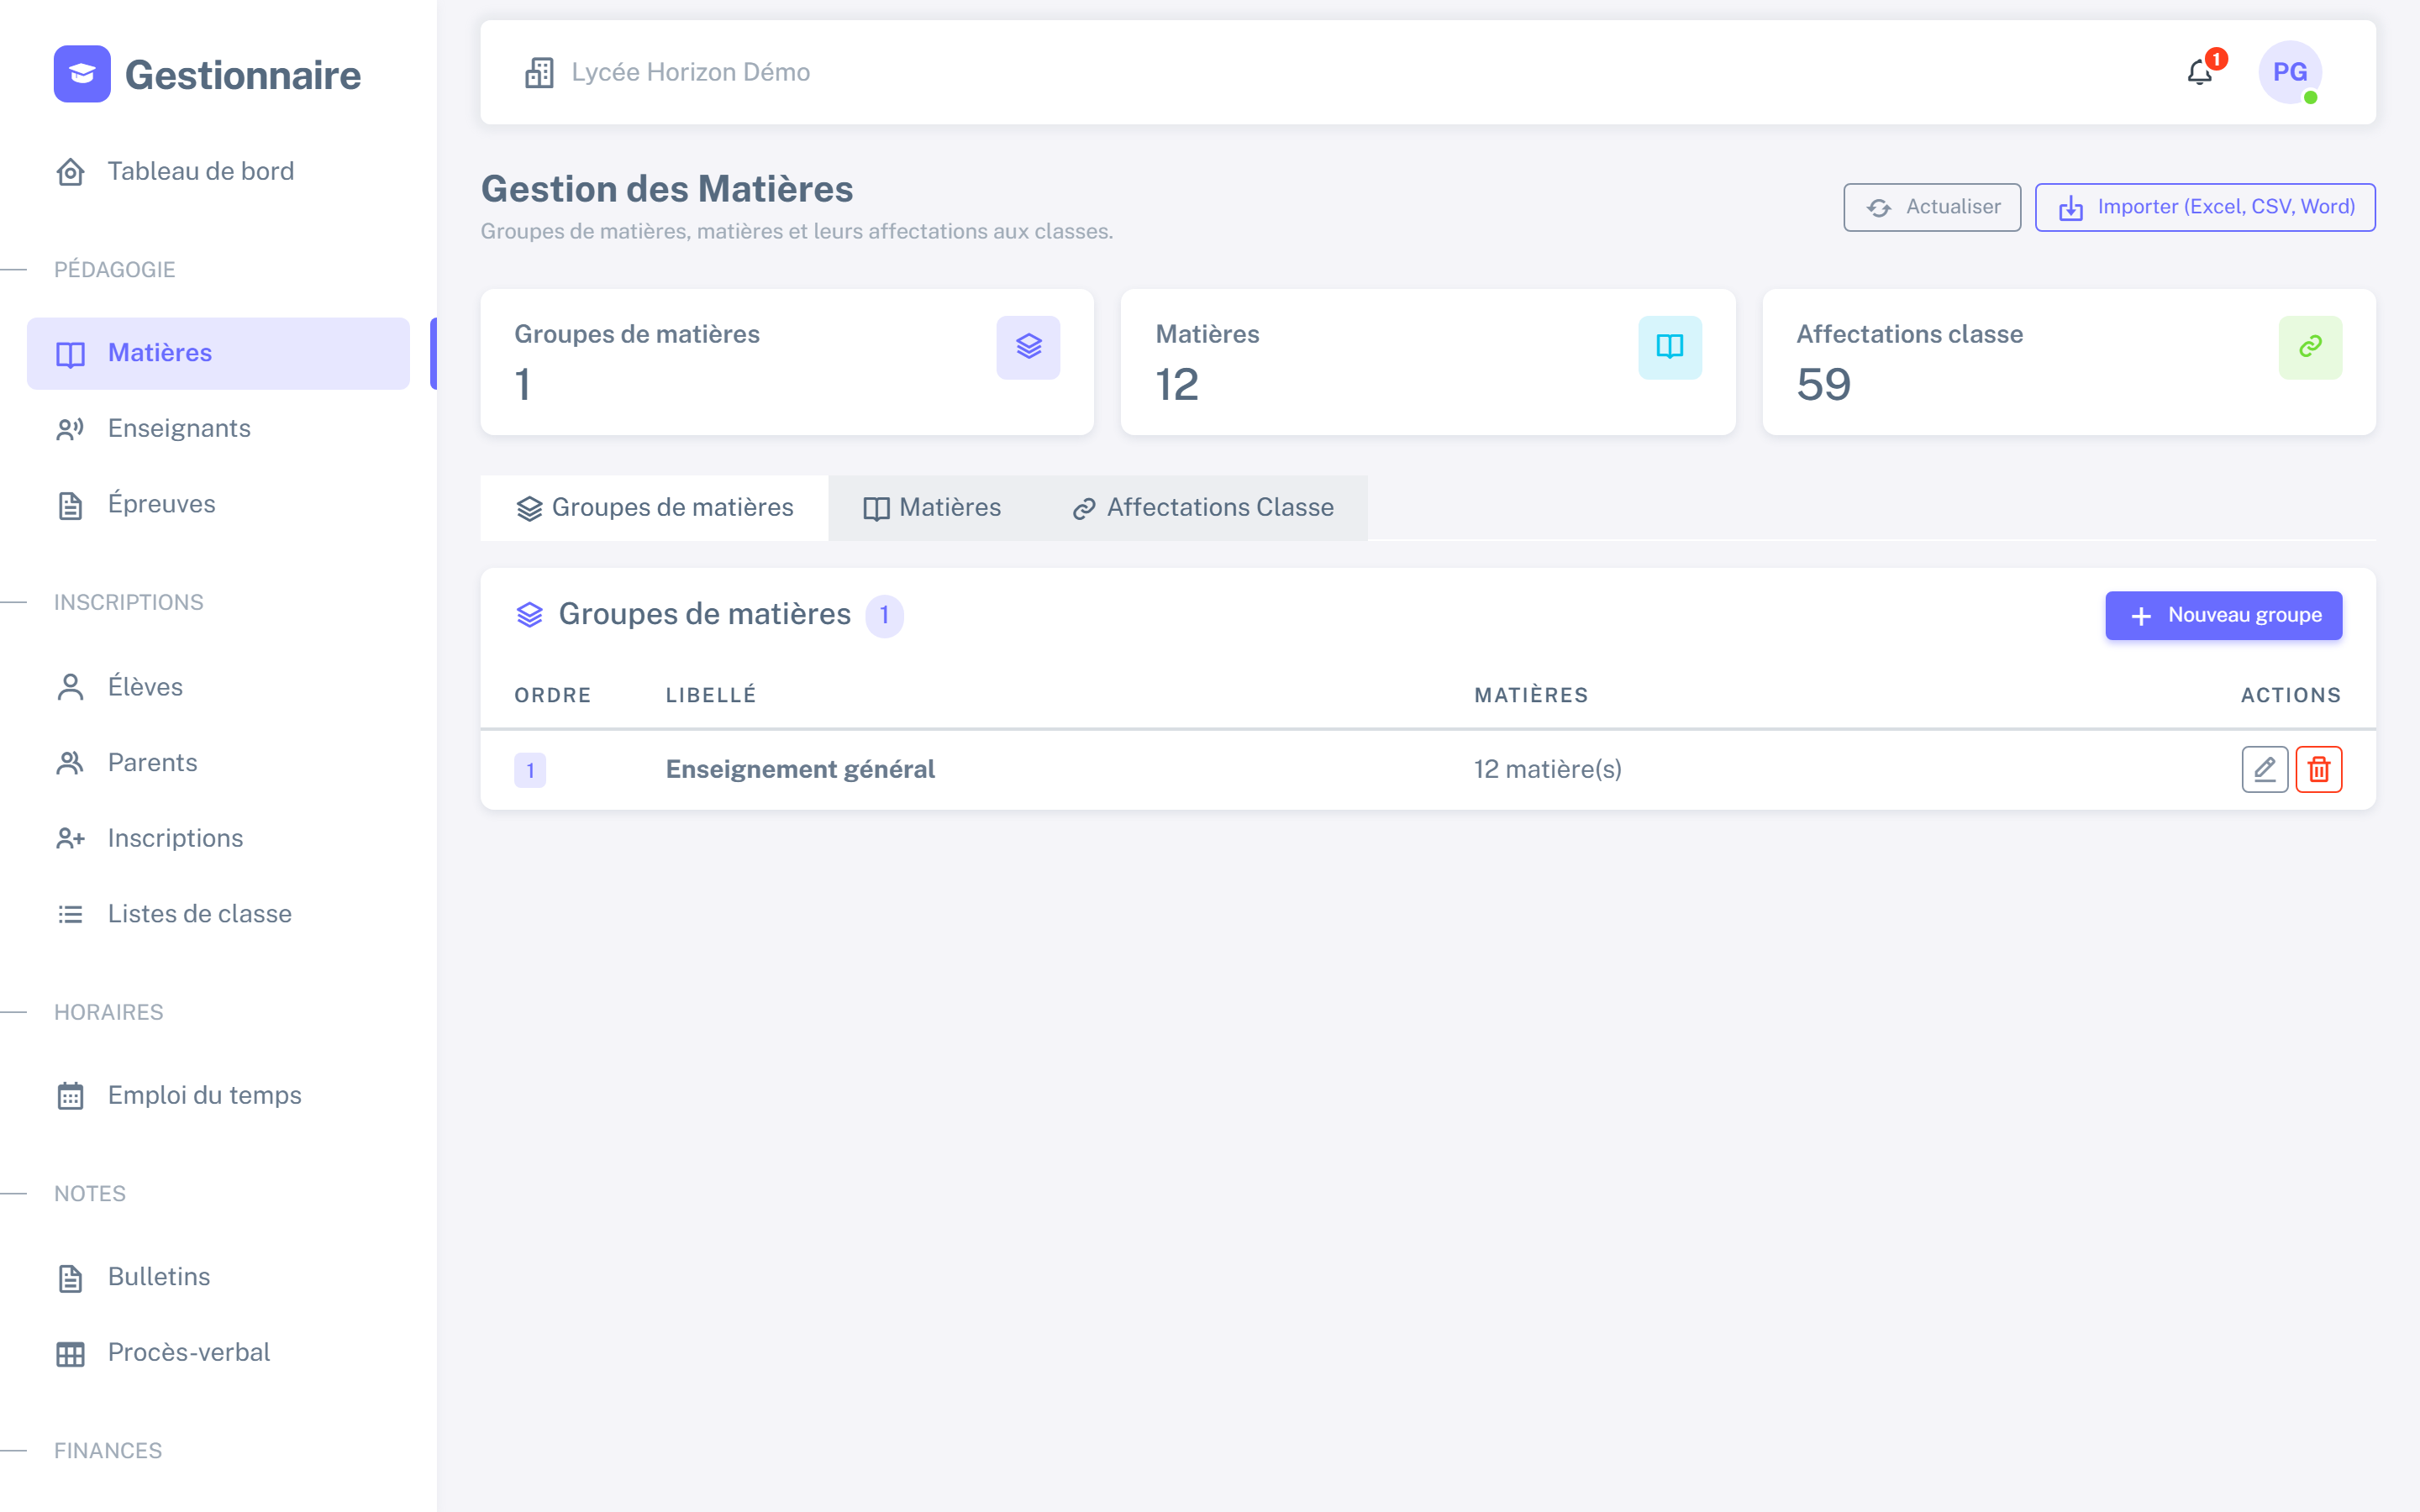 Gestionnaire
Tableau de bord
PÉDAGOGIE
Matières
Enseignants
Épreuves
INSCRIPTIONS
Élèves
Parents
Inscriptions
Listes de classe
HORAIRES
Emploi du temps
NOTES
Bulletins
Procès-verbal
FINANCES
Lycée Horizon Démo
1
PG
Gestion des Matières
Groupes de matières, matières et leurs affectations aux classes.
Actualiser
Importer (Excel, CSV, Word)
Groupes de matières
1
Matières
12
Affectations classe
59
Groupes de matières
Matières
Affectations Classe
Groupes de matières 1
Nouveau groupe
ORDRE LIBELLÉ MATIÈRES ACTIONS
1 Enseignement général 12 matière(s)